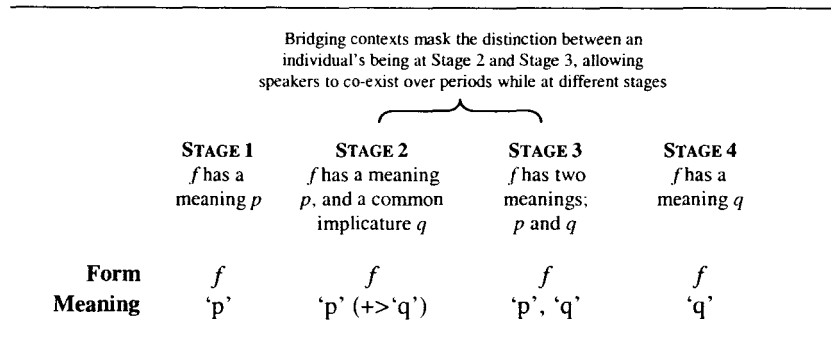 Bridging contexts mask the distinction between an
individual's being at Stage 2 and Stage 3, allowing
speakers to co-exist over periods while at different stages
STAGE 1 STAGE 2 STAGE 3 STAGE 4
f has a f has a meaning f has two f has a
meaning p p, and a common meanings; meaning q
implicature q p and q
Form f f f f
Meaning 'p' 'p' (+>'q') 'p', 'q' 'q'